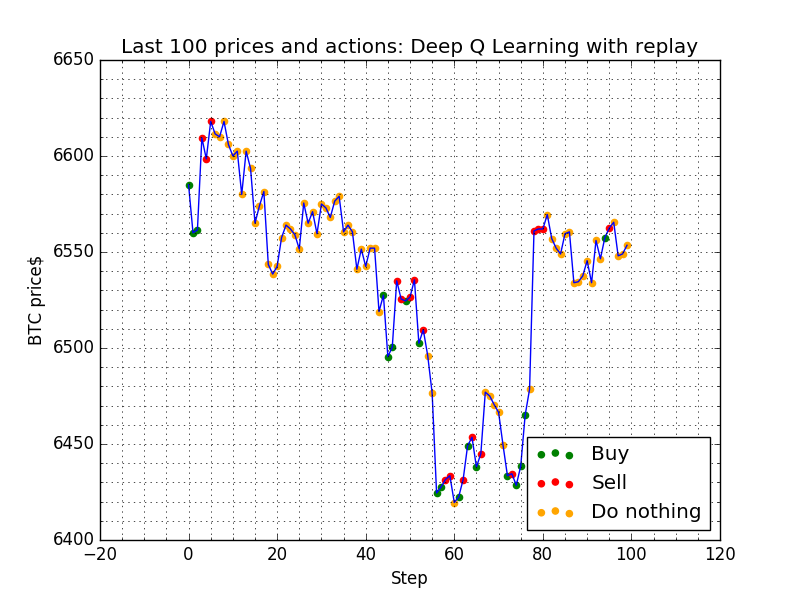 Last 100 prices and actions: Deep Q Learning with replay
BTC price$
6650
6600
6550
6500
6450
6400
−20
0
20
40
60
80
100
120
Step
Buy
Sell
Do nothing